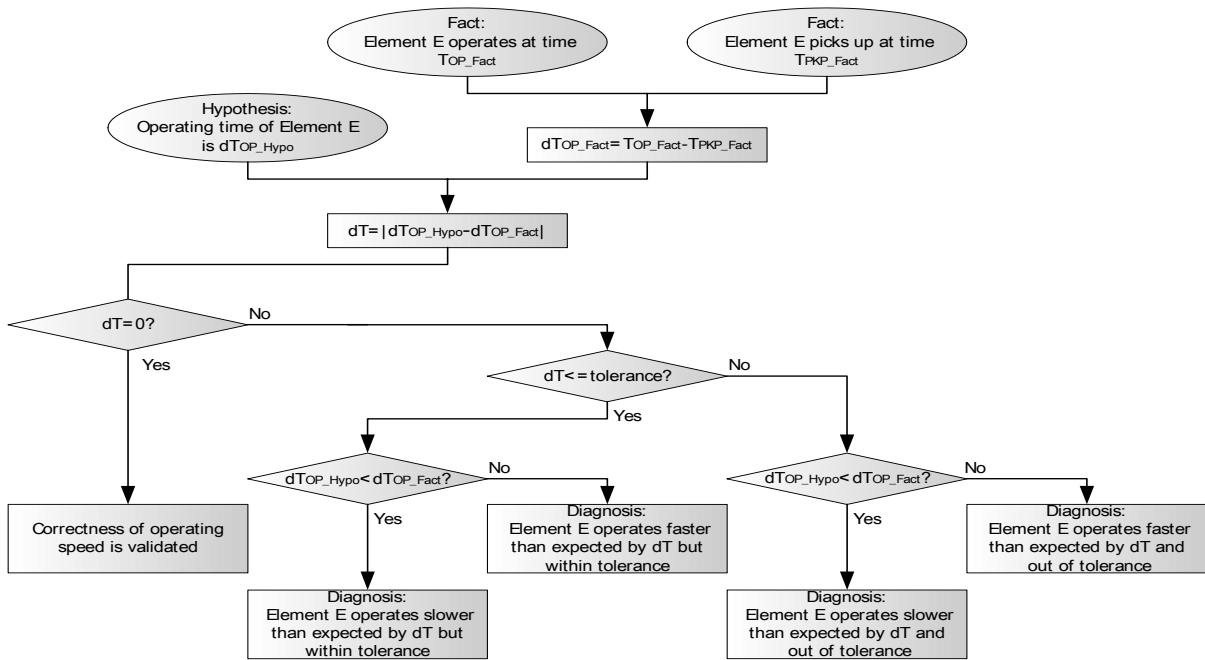 Fact:
Element E operates at time
TOP_Fact
Fact:
Element E picks up at time
TPKP_Fact
Hypothesis:
Operating time of Element E
is dTOP_Hypo
dTOP_Fact= TOP_Fact-TPKP_Fact
dT=|dTOP_Hypo-dTOP_Fact|
dT=0?
No
Yes
dT<=tolerance?
No
Yes
dTOP_Hypo<dTOP_Fact?
No
Yes
dTOP_Hypo<dTOP_Fact?
No
Yes
Correctness of operating
speed is validated
Diagnosis:
Element E operates faster
than expected by dT but
within tolerance
Diagnosis:
Element E operates faster
than expected by dT and
out of tolerance
Diagnosis:
Element E operates slower
than expected by dT but
within tolerance
Diagnosis:
Element E operates slower
than expected by dT and
out of tolerance